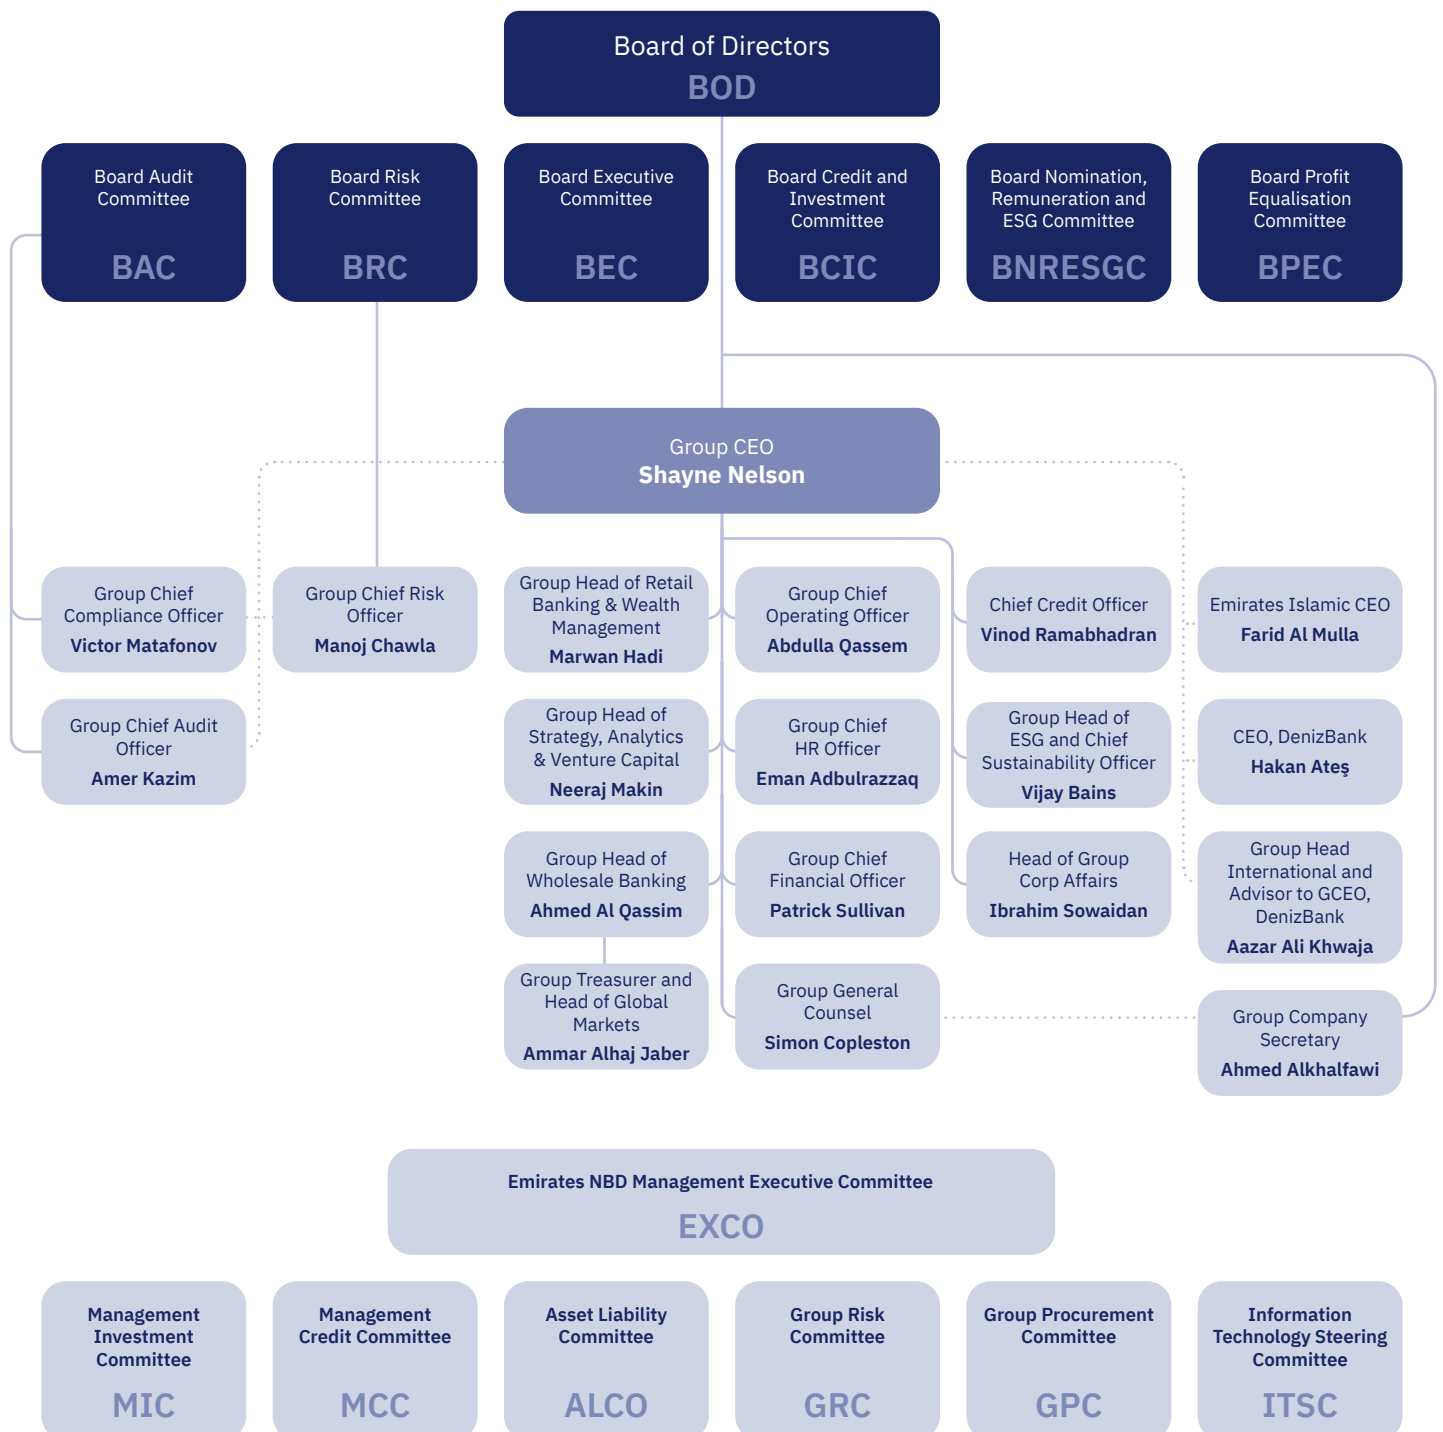 Board of Directors
BOD
Board Audit
Committee
BAC
Board Risk
Committee
BRC
Board Executive
Committee
BEC
Board Credit and
Investment
Committee
BCIC
Board Nomination,
Remuneration and
ESG Committee
BNRESGC
Board Profit
Equalisation
Committee
BPEC
Group CEO
Shayne Nelson
Group Chief
Compliance Officer
Victor Matafonov
Group Chief Risk
Officer
Manoj Chawla
Group Head of Retail
Banking & Wealth
Management
Marwan Hadi
Group Chief
Operating Officer
Abdulla Qassem
Chief Credit Officer
Vinod Ramabhadran
Emirates Islamic CEO
Farid Al Mulla
Group Chief Audit
Officer
Amer Kazim
Group Head of
Strategy, Analytics
& Venture Capital
Neeraj Makin
Group Chief
HR Officer
Eman Adbulrazzaq
Group Head of
ESG and Chief
Sustainability Officer
Vijay Bains
CEO, DenizBank
Hakan Ateş
Group Head of
Wholesale Banking
Ahmed Al Qassim
Group Chief
Financial Officer
Patrick Sullivan
Head of Group
Corp Affairs
Ibrahim Sowaidan
Group Head
International and
Advisor to GCEO,
DenizBank
Aazar Ali Khwaja
Group Treasurer and
Head of Global
Markets
Ammar Alhaj Jaber
Group General
Counsel
Simon Copleston
Group Company
Secretary
Ahmed Alkhalfawi
Emirates NBD Management Executive Committee
EXCO
Management
Investment
Committee
MIC
Management
Credit Committee
MCC
Asset Liability
Committee
ALCO
Group Risk
Committee
GRC
Group Procurement
Committee
GPC
Information
Technology Steering
Committee
ITSC